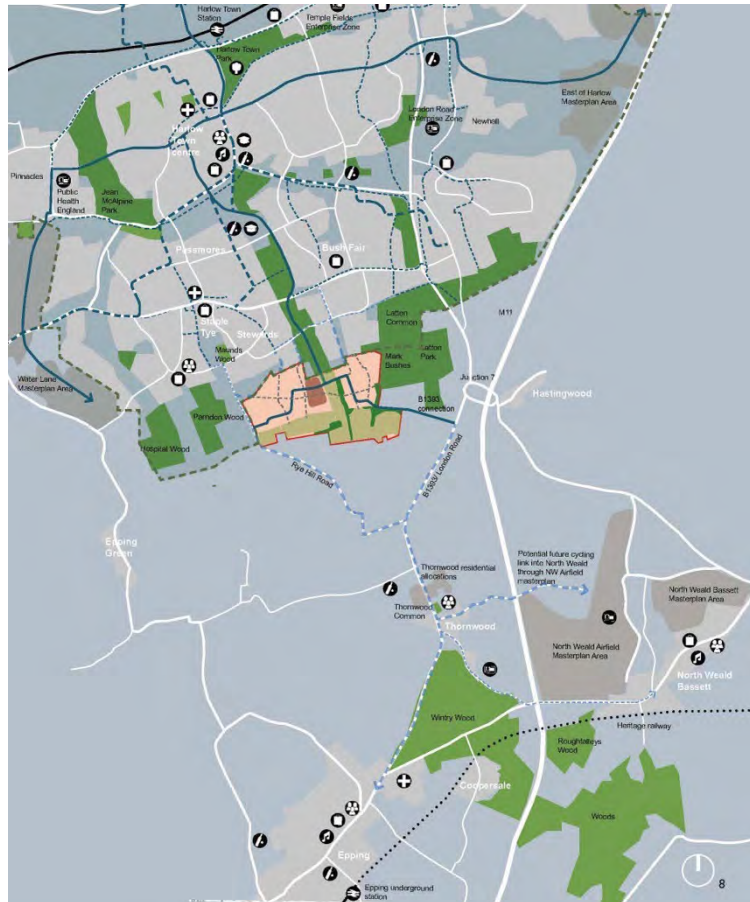 Harlow Town
Station
Temple Fields
Enterprise Zone
Harlow Town
Park
East of Harlow
Masterplan Area
London Road
Enterprise Zone
Newhall
Harlow
Town
centre
Pinnacles
Public
Health
England
Jean
McAlpine
Park
Passmores
Bush Fair
Staple
Tye
Stewards
Latton
Common
M11
Maunds
Wood
Mark
Bushes
Latton
Park
Water Lane
Masterplan Area
Junction 7
Hastingwood
Parndon Wood
B1393
connection
Hospital Wood
Rye Hill Road
B1393/ London Road
Epping
Green
Thornwood residential
allocations
Potential future cycling
link into North Weald
through NW Airfield
masterplan
North Weald Bassett
Masterplan Area
Thornwood
Common
Thornwood
North Weald Airfield
Masterplan Area
North Weald
Bassett
Wintry Wood
Heritage railway
Roughtalleys
Wood
Coopersale
Woods
Epping
Epping underground
station
8